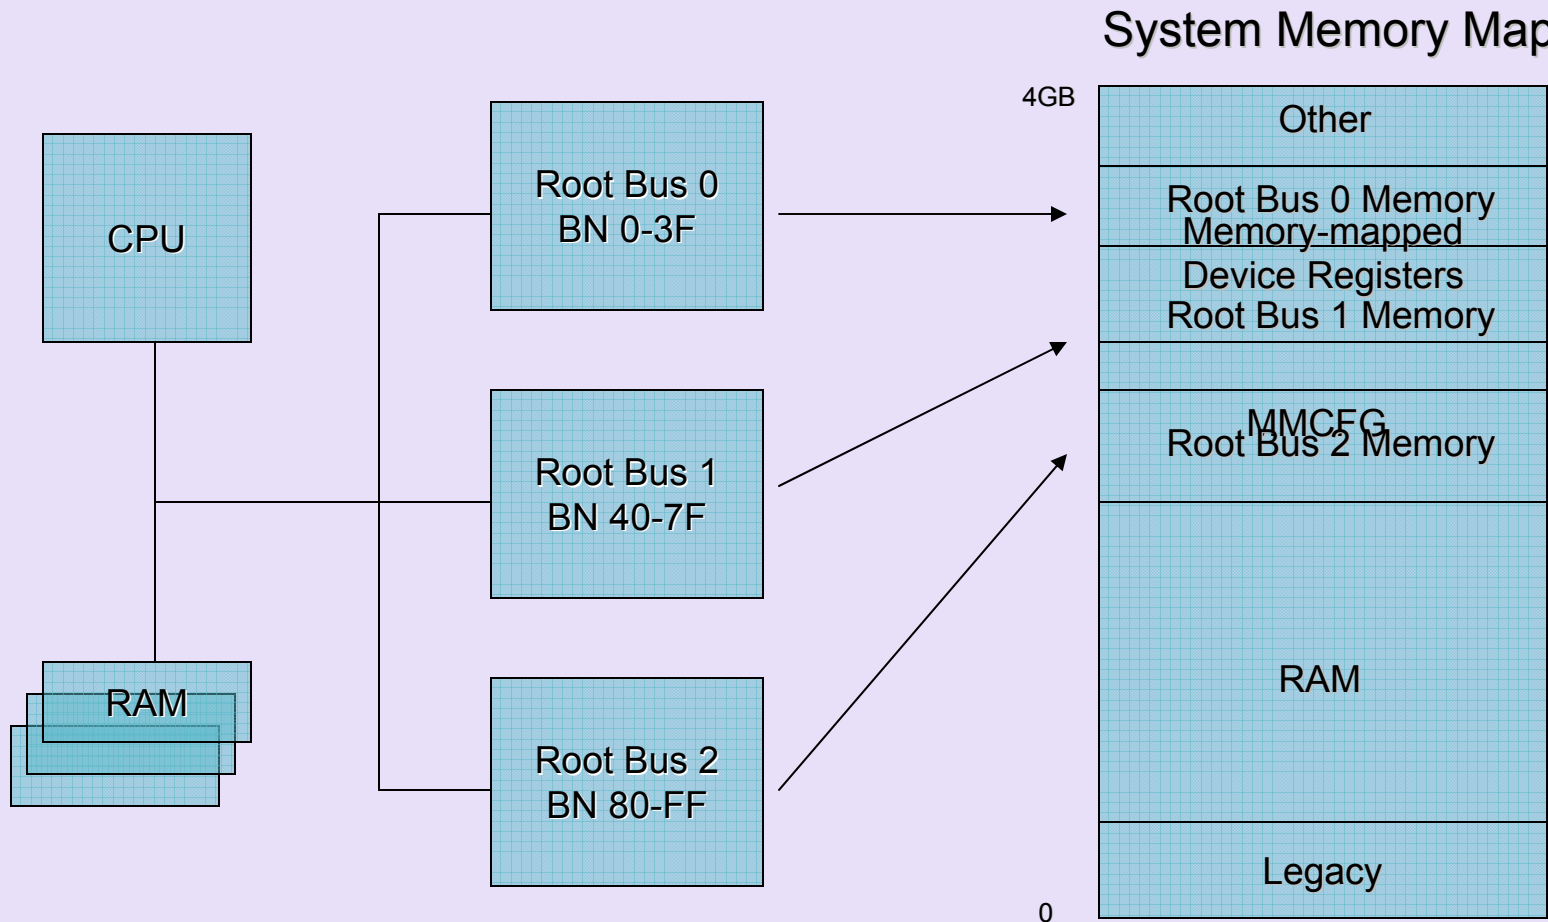 System Memory Map
4GB
CPU
RAM
Root Bus 0
BN 0-3F
Root Bus 1
BN 40-7F
Root Bus 2
BN 80-FF
Other
Root Bus 0 Memory
Memory-mapped
Device Registers
Root Bus 1 Memory
MMCFG
Root Bus 2 Memory
RAM
Legacy
0